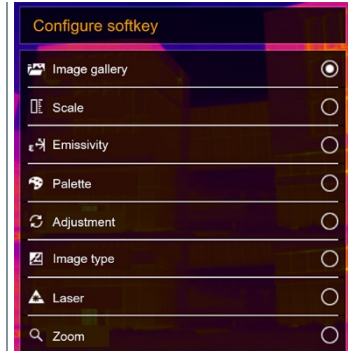 Configure softkey
Image gallery
Scale
Emissivity
Palette
Adjustment
Image type
Laser
Zoom